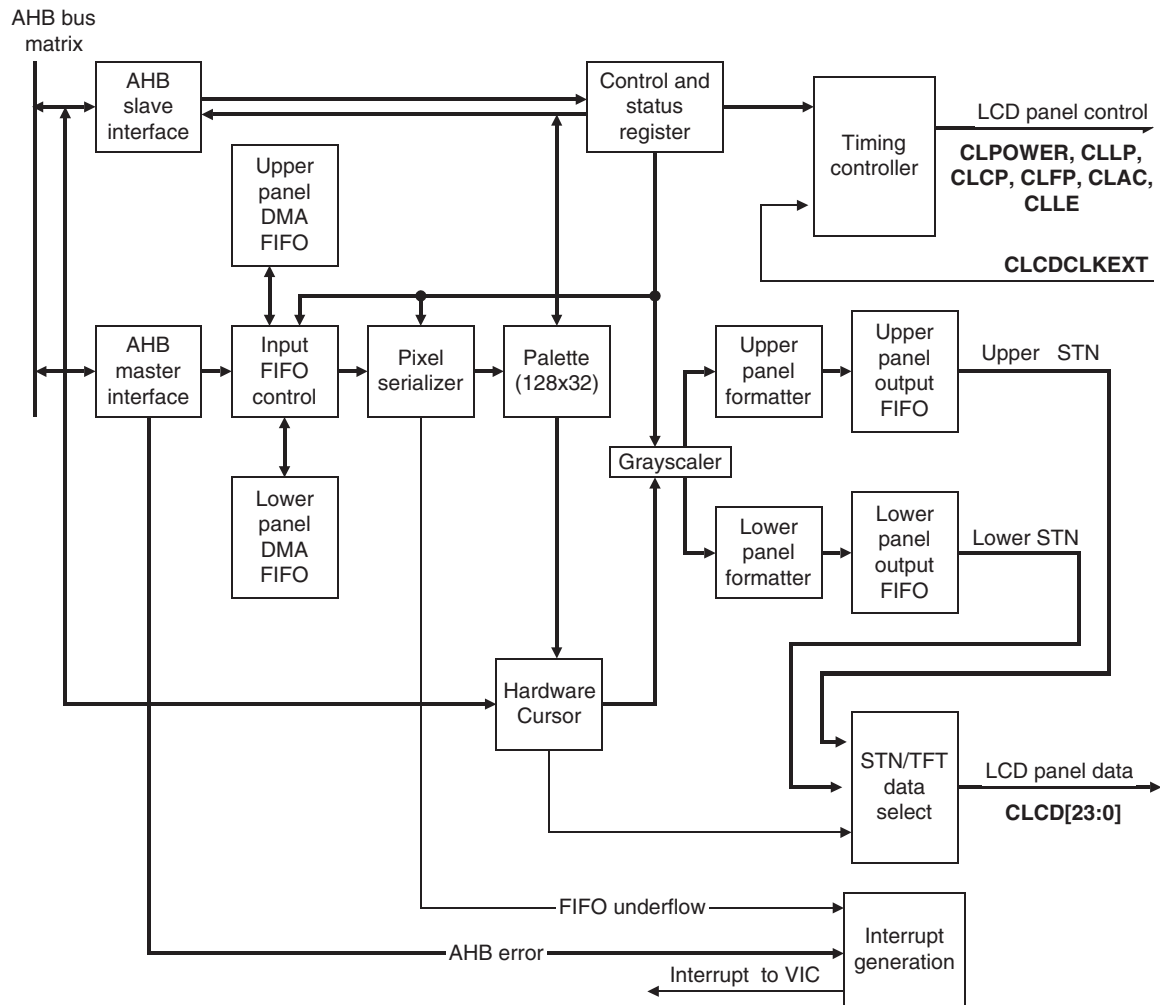 AHB bus
matrix
AHB
slave
interface
Control and
status
register
Timing
controller
LCD panel control
CLPOWER, CLLP,
CLCP, CLFP, CLAC,
CLLE
CLCDCLKEXT
Upper
panel
DMA
FIFO
AHB
master
interface
Input
FIFO
control
Pixel
serializer
Palette
(128x32)
Upper
panel
formatter
Upper
panel
output
FIFO
Upper STN
Grayscaler
Lower
panel
DMA
FIFO
Lower
panel
formatter
Lower
panel
output
FIFO
Lower STN
Hardware
Cursor
STN/TFT
data
select
LCD panel data
CLCD[23:0]
FIFO underflow
AHB error
Interrupt to VIC
Interrupt
generation